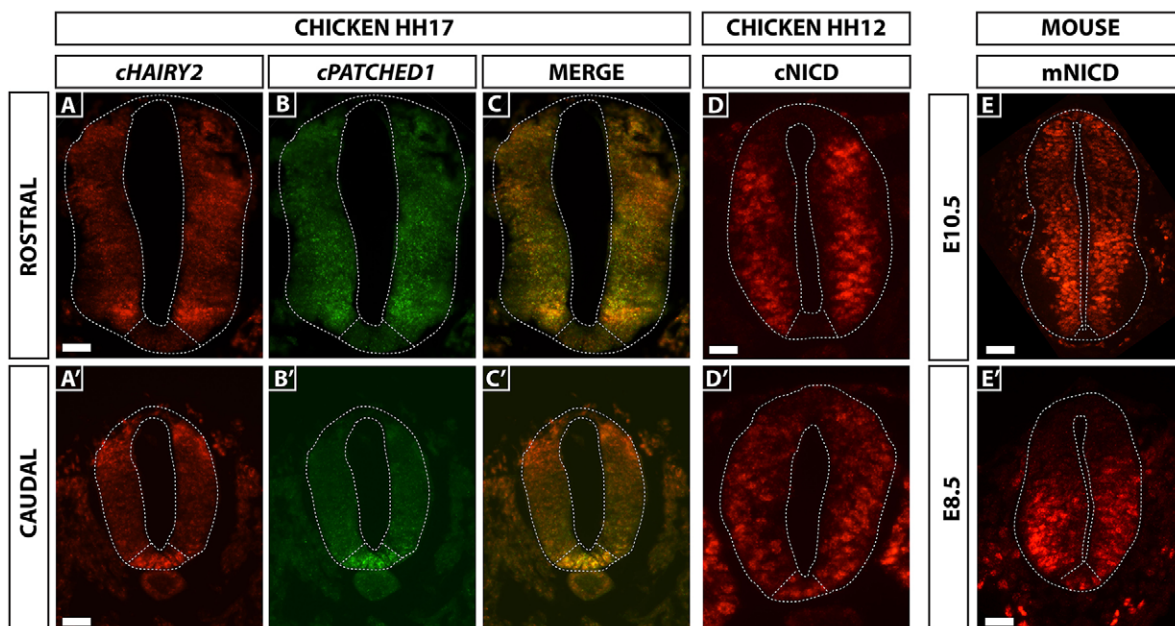 CHICKEN HH17 CHICKEN HH12 MOUSE
cHAIRY2 cPATCHED1 MERGE cNICD mNICD
ROSTRAL A B C D E10.5 E
CAUDAL A' B' C' D' E8.5 E'